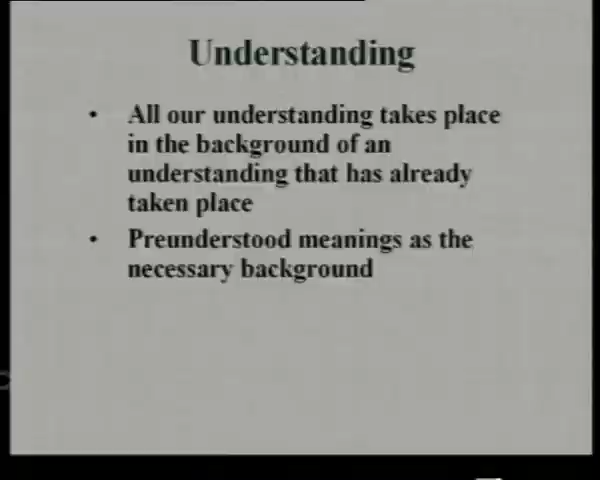 Understanding
• All our understanding takes place
in the background of an
understanding that has already
taken place
• Preunderstood meanings as the
necessary background